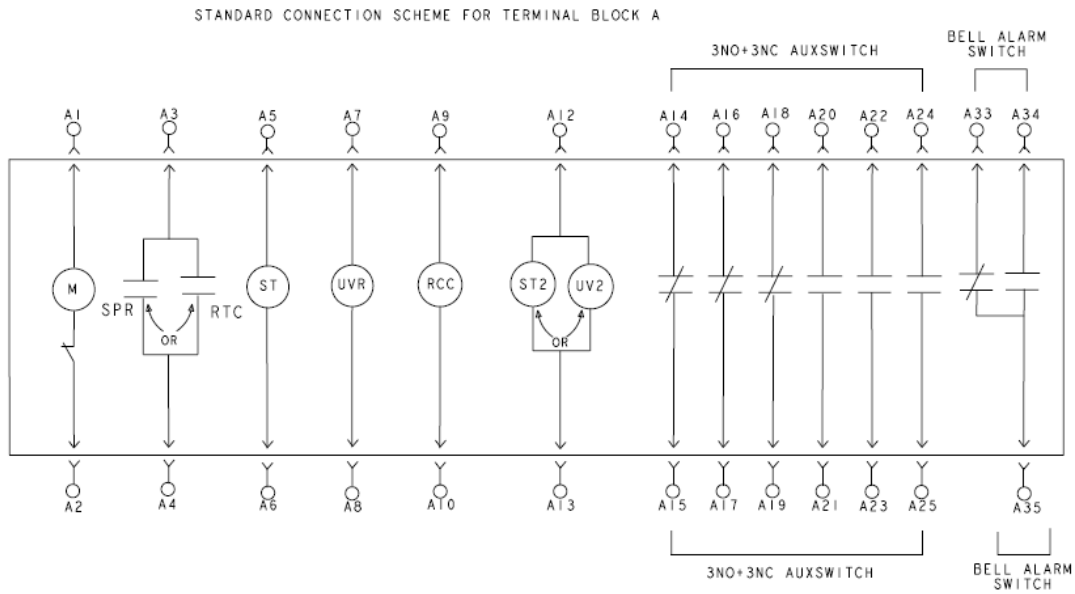 STANDARD CONNECTION SCHEME FOR TERMINAL BLOCK A
BELL ALARM
SWITCH
3NO+3NC AUXSWITCH
A1 A3 A5 A7 A9 A12 A14 A16 A18 A20 A22 A24 A33 A34
M ST UVR RCC ST2 UV2
SPR RTC
OR OR
A2 A4 A6 A8 A10 A13 A15 A17 A19 A21 A23 A25 A35
3NO+3NC AUXSWITCH
BELL ALARM
SWITCH